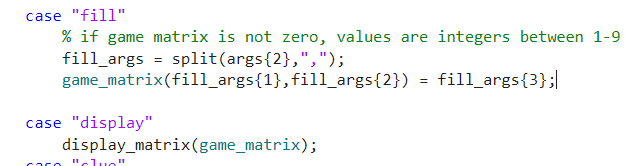 case "fill"
% if game matrix is not zero, values are integers between 1-9
fill_args = split(args{2},",");
game_matrix(fill_args{1},fill_args{2}) = fill_args{3};
case "display"
display_matrix(game_matrix);
case "clue"